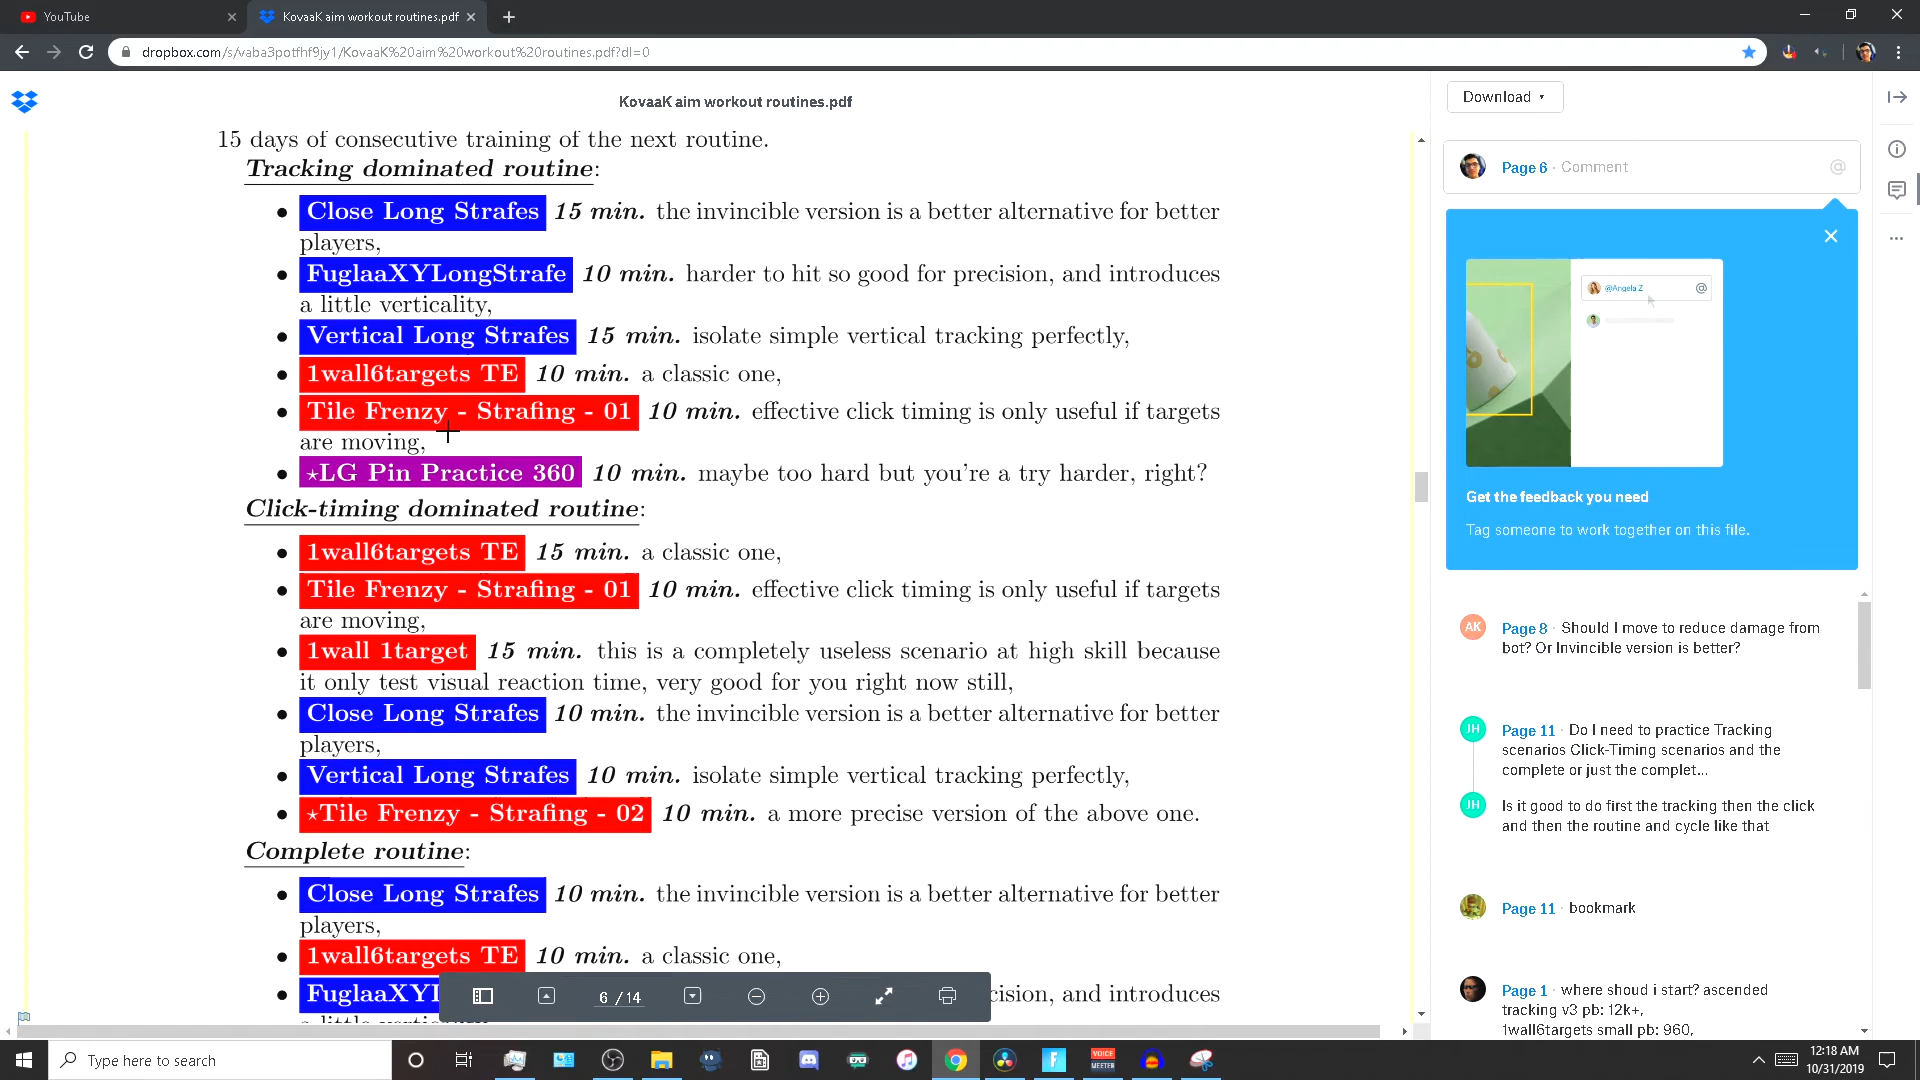 YouTube
KovaaK aim workout routines.pdf
dropbox.com/s/vaba3potfhf9jy1/KovaaK%20aim%20workout%20routines.pdf?dl=0
KovaaK aim workout routines.pdf
15 days of consecutive training of the next routine.
Tracking dominated routine:
• Close Long Strafes 15 min. the invincible version is a better alternative for better
players,
• FuglaaXYLongStrafe 10 min. harder to hit so good for precision, and introduces
a little verticality,
• Vertical Long Strafes 15 min. isolate simple vertical tracking perfectly,
• 1wall6targets TE 10 min. a classic one,
• Tile Frenzy - Strafing - 01 10 min. effective click timing is only useful if targets
are moving,
• ⋆LG Pin Practice 360 10 min. maybe too hard but you're a try harder, right?
Click-timing dominated routine:
• 1wall6targets TE 15 min. a classic one,
• Tile Frenzy - Strafing - 01 10 min. effective click timing is only useful if targets
are moving,
• 1wall 1target 15 min. this is a completely useless scenario at high skill because
it only test visual reaction time, very good for you right now still,
• Close Long Strafes 10 min. the invincible version is a better alternative for better
players,
• Vertical Long Strafes 10 min. isolate simple vertical tracking perfectly,
• ⋆Tile Frenzy - Strafing - 02 10 min. a more precise version of the above one.
Complete routine:
• Close Long Strafes 10 min. the invincible version is a better alternative for better
players,
• 1wall6targets TE 10 min. a classic one,
• FuglaaXYL
cision, and introduces
6 / 14
Download
Page 6 · Comment @
@Angela Z @
Get the feedback you need
Tag someone to work together on this file.
AK
Page 8 · Should I move to reduce damage from
bot? Or Invincible version is better?
JH
Page 11 · Do I need to practice Tracking
scenarios Click-Timing scenarios and the
complete or just the complet...
JH
Is it good to do first the tracking then the click
and then the routine and cycle like that
Page 11 · bookmark
Page 1 · where shoud i start? ascended
tracking v3 pb: 12k+,
1wall6targets small pb: 960,
Type here to search
VOICE
MEETER
12:18 AM
10/31/2019